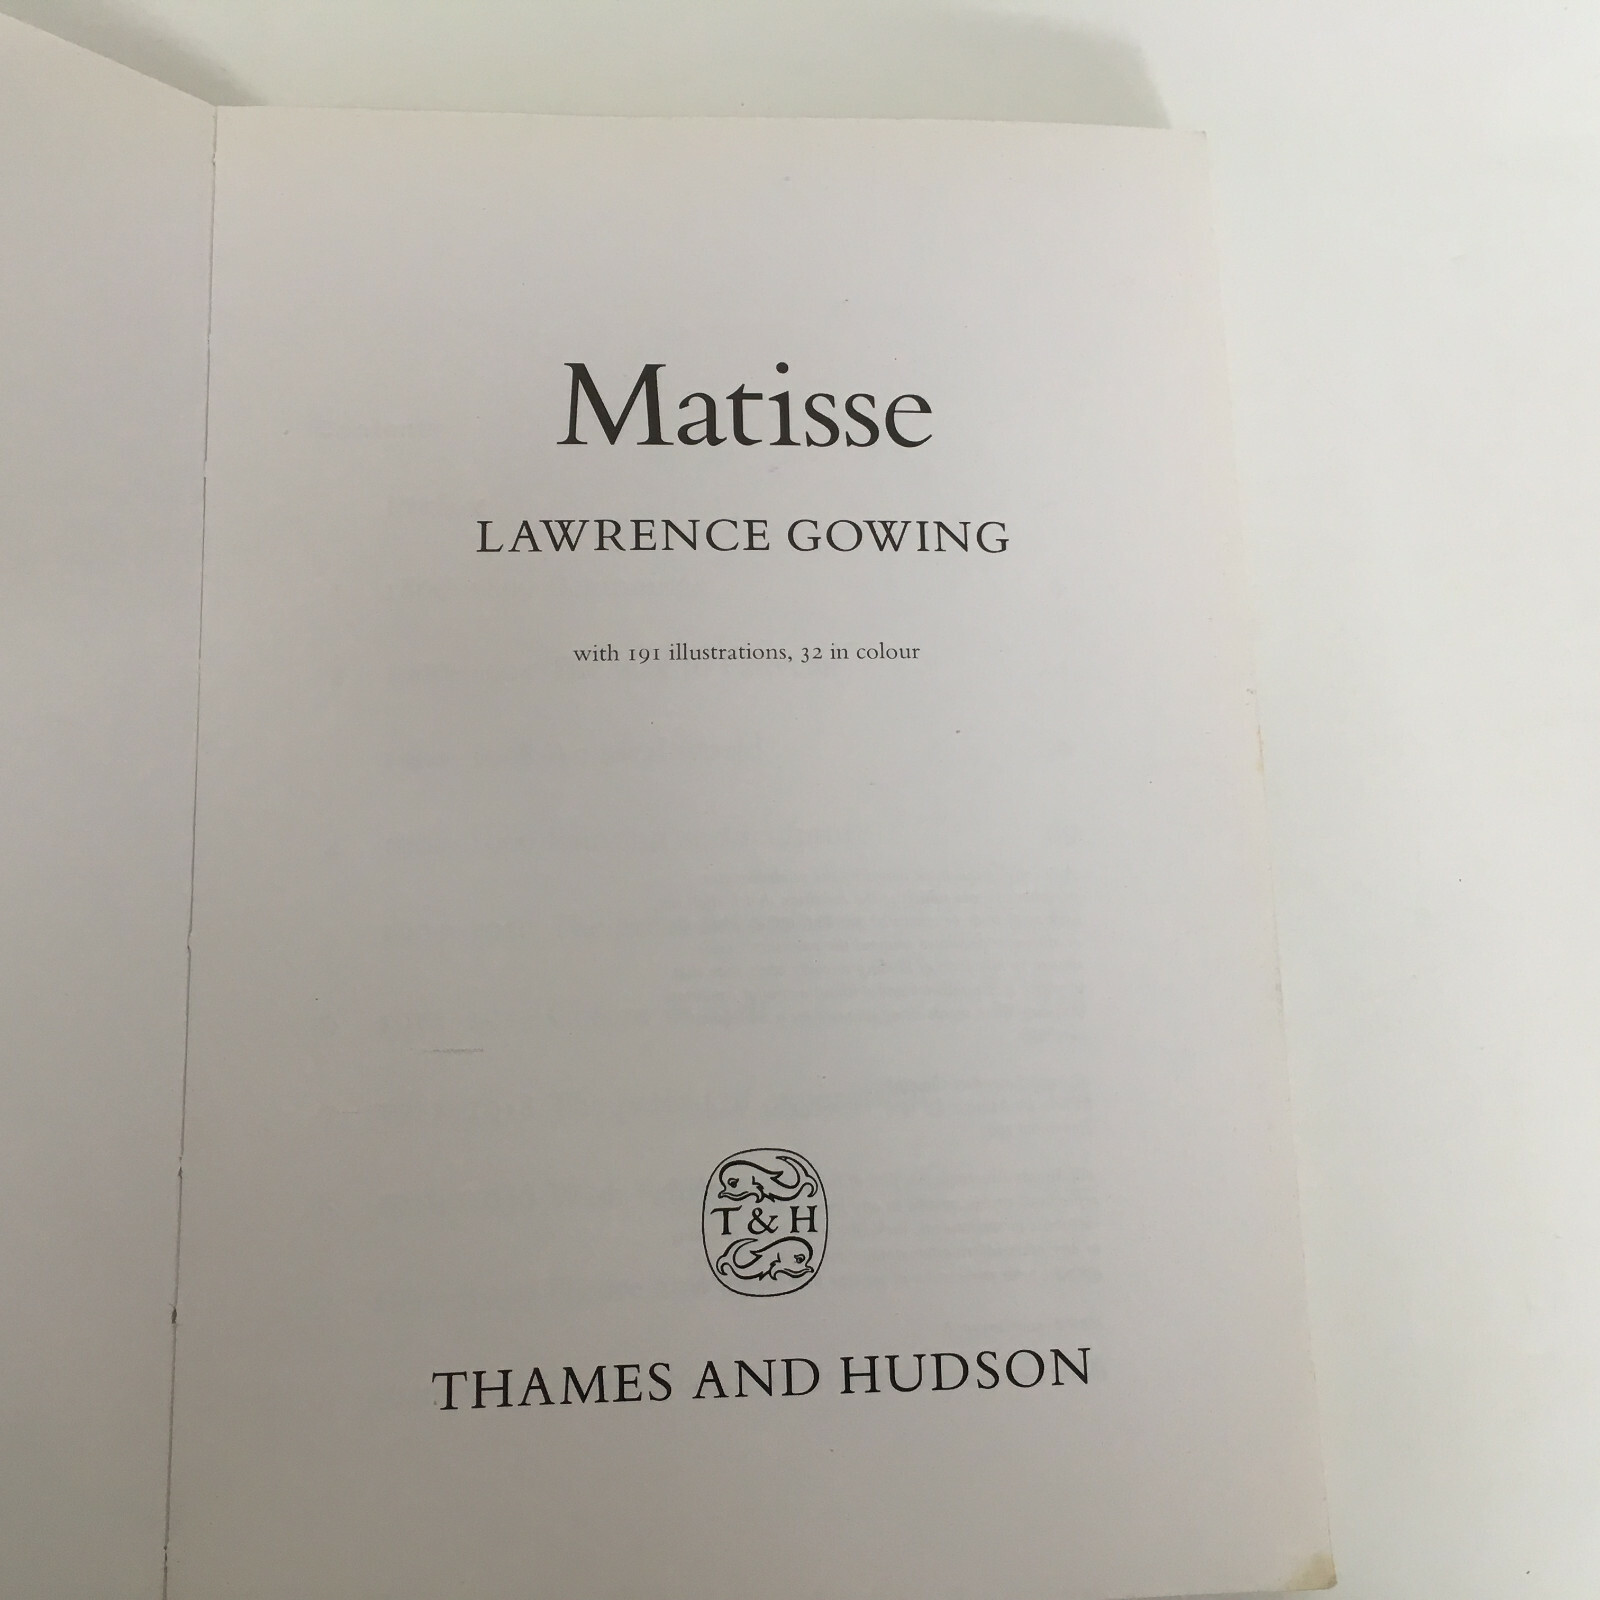 Matisse
LAWRENCE GOWING
with 191 illustrations, 32 in colour
T & H
THAMES AND HUDSON